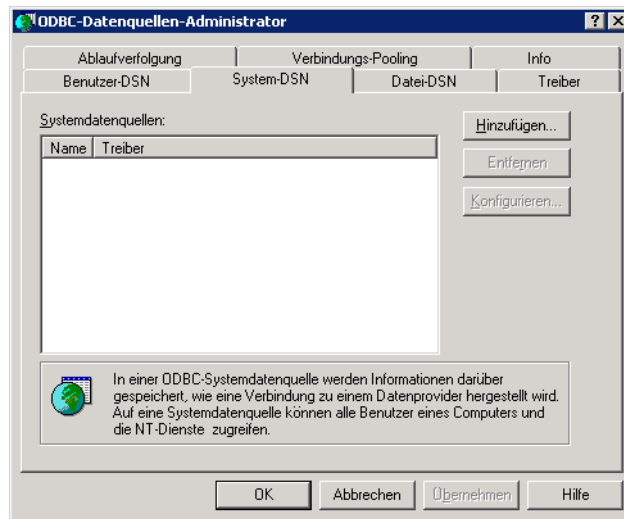 ODBC-Datenquellen-Administrator
Ablaufverfolgung Verbindungs-Pooling Info
Benutzer-DSN System-DSN Datei-DSN Treiber
Systemdatenquellen:
Name Treiber
Hinzufügen...
Entfernen
Konfigurieren...
In einer ODBC-Systemdatenquelle werden Informationen darüber
gespeichert, wie eine Verbindung zu einem Datenprovider hergestellt wird.
Auf eine Systemdatenquelle können alle Benutzer eines Computers und
die NT-Dienste zugreifen.
OK Abbrechen Übernehmen Hilfe